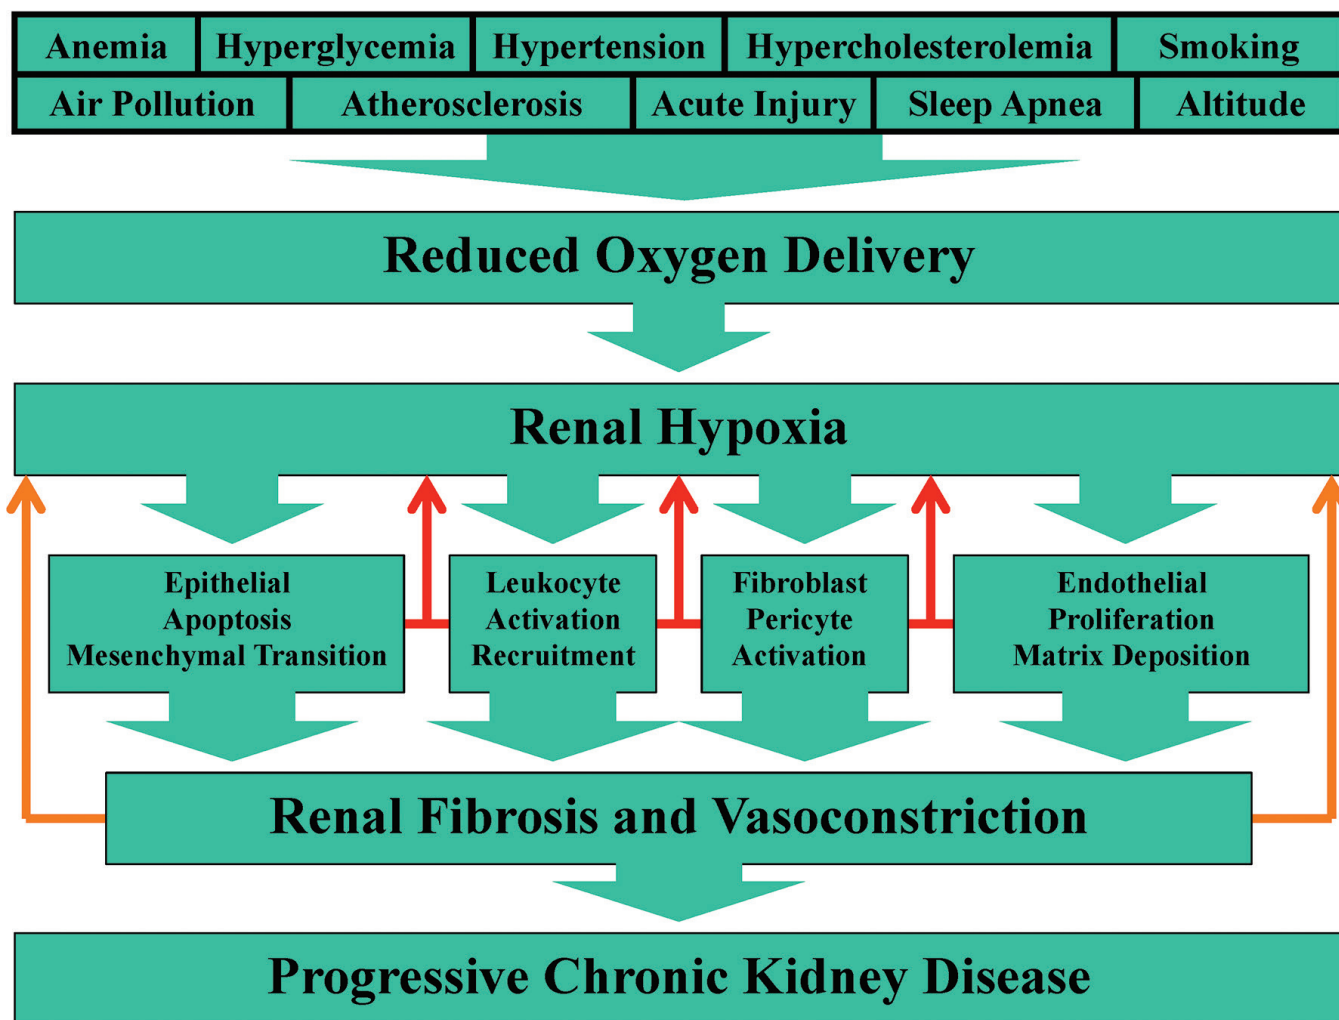 Anemia Hyperglycemia Hypertension Hypercholesterolemia Smoking
Air Pollution Atherosclerosis Acute Injury Sleep Apnea Altitude
Reduced Oxygen Delivery
Renal Hypoxia
Epithelial
Apoptosis
Mesenchymal Transition
Leukocyte
Activation
Recruitment
Fibroblast
Pericyte
Activation
Endothelial
Proliferation
Matrix Deposition
Renal Fibrosis and Vasoconstriction
Progressive Chronic Kidney Disease